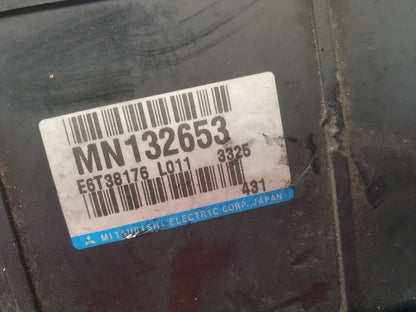 MN132653
E6T38176 L011 3325
431
MITSUBISHI ELECTRIC CORP. JAPAN